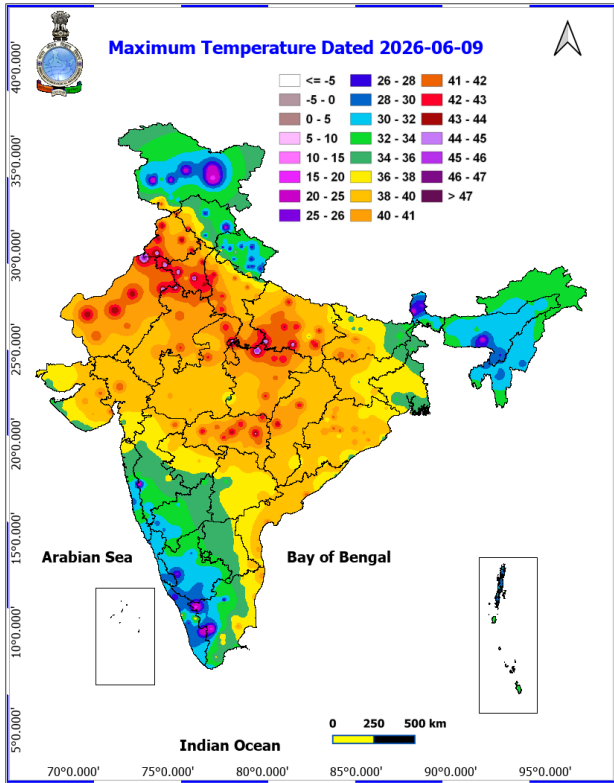 Maximum Temperature Dated 2026-06-09
<= -5
-5 - 0
0 - 5
5 - 10
10 - 15
15 - 20
20 - 25
25 - 26
26 - 28
28 - 30
30 - 32
32 - 34
34 - 36
36 - 38
38 - 40
40 - 41
41 - 42
42 - 43
43 - 44
44 - 45
45 - 46
46 - 47
> 47
40°0.000'
35°0.000'
30°0.000'
25°0.000'
20°0.000'
15°0.000'
10°0.000'
5°0.000'
Arabian Sea
Bay of Bengal
0 250 500 km
Indian Ocean
70°0.000' 75°0.000' 80°0.000' 85°0.000' 90°0.000' 95°0.000'